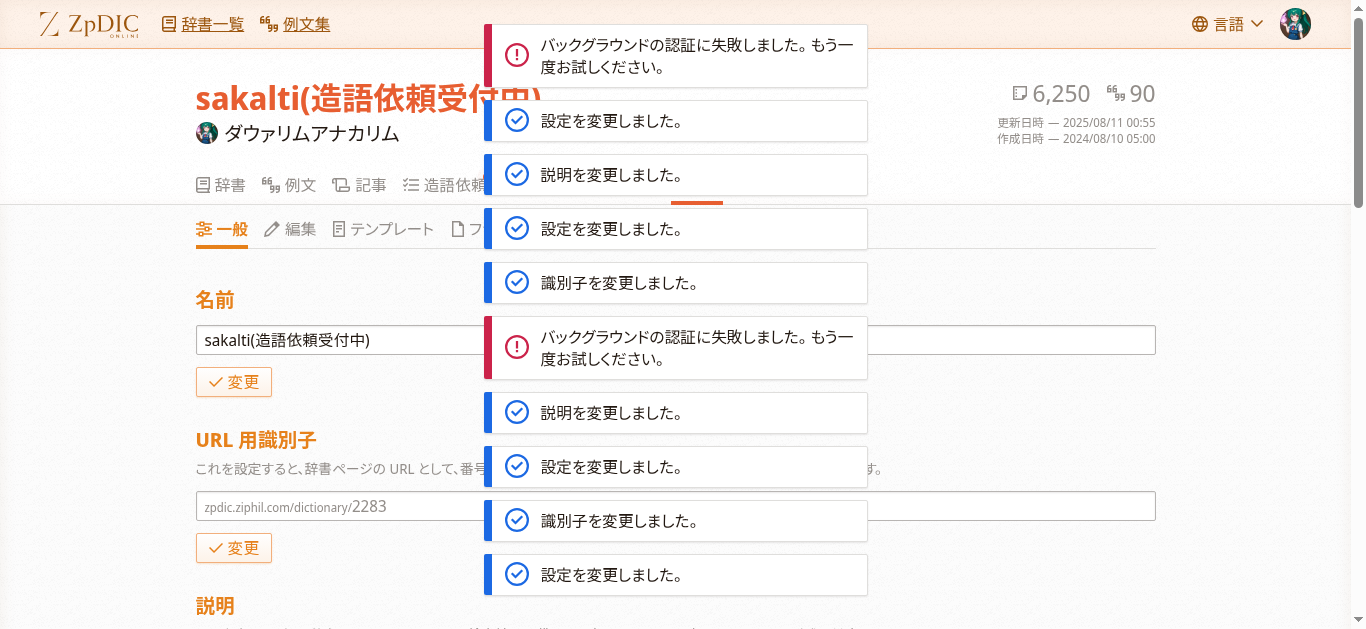 ZpDIC
ONLINE
辞書一覧
例文集
言語
sakalti(造語依頼受付中)
ダウァリムアナカリム
6,250
90
更新日時 — 2025/08/11 00:55
作成日時 — 2024/08/10 05:00
辞書
例文
記事
造語依頼
一般
編集
テンプレート
バックグラウンドの認証に失敗しました。もう一
度お試しください。
設定を変更しました。
説明を変更しました。
設定を変更しました。
識別子を変更しました。
バックグラウンドの認証に失敗しました。もう一
度お試しください。
説明を変更しました。
設定を変更しました。
識別子を変更しました。
設定を変更しました。
名前
sakalti(造語依頼受付中)
変更
URL 用識別子
これを設定すると、辞書ページの URL として、番号
す。
zpdic.ziphil.com/dictionary/2283
変更
説明